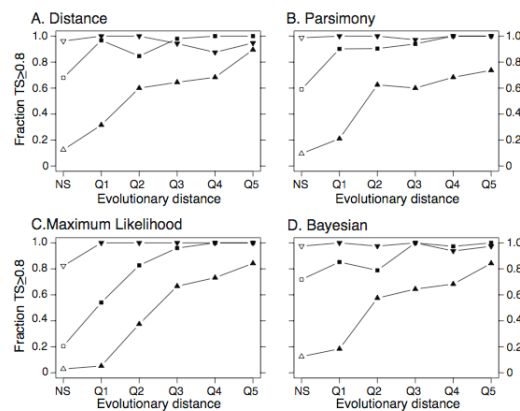 A. Distance
Fraction TS≥0.8
1.0
0.8
0.6
0.4
0.2
0
NS Q1 Q2 Q3 Q4 Q5
Evolutionary distance
B. Parsimony
1.0
0.8
0.6
0.4
0.2
0
NS Q1 Q2 Q3 Q4 Q5
Evolutionary distance
C.Maximum Likelihood
Fraction TS≥0.8
1.0
0.8
0.6
0.4
0.2
0
NS Q1 Q2 Q3 Q4 Q5
Evolutionary distance
D. Bayesian
1.0
0.8
0.6
0.4
0.2
0
NS Q1 Q2 Q3 Q4 Q5
Evolutionary distance